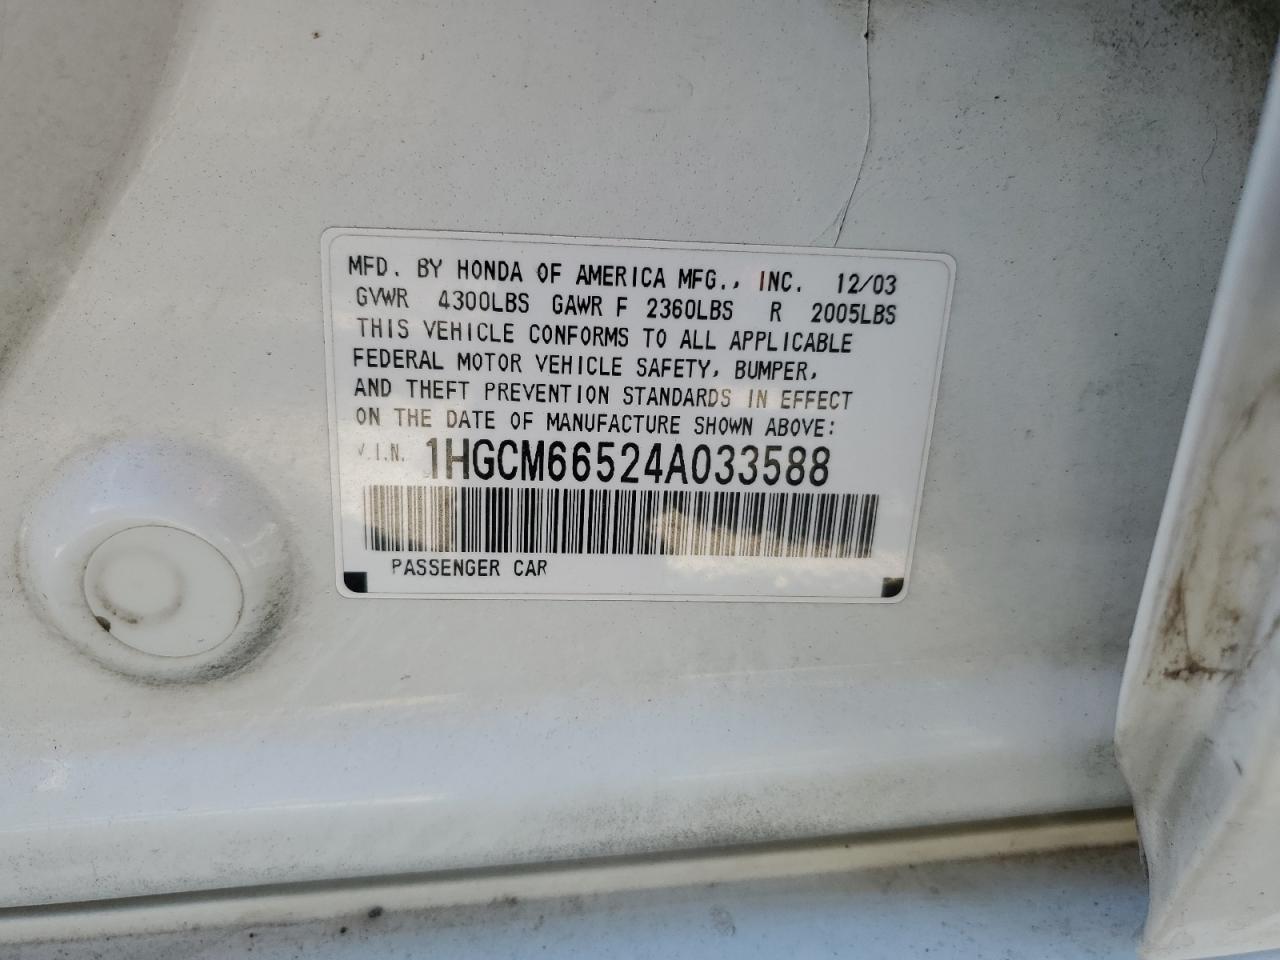 MFD. BY HONDA OF AMERICA MFG., INC. 12/03
GVWR 4300LBS GAWR F 2360LBS R 2005LBS
THIS VEHICLE CONFORMS TO ALL APPLICABLE
FEDERAL MOTOR VEHICLE SAFETY, BUMPER,
AND THEFT PREVENTION STANDARDS IN EFFECT
ON THE DATE OF MANUFACTURE SHOWN ABOVE:
V.I.N. 1HGCM66524A033588
PASSENGER CAR